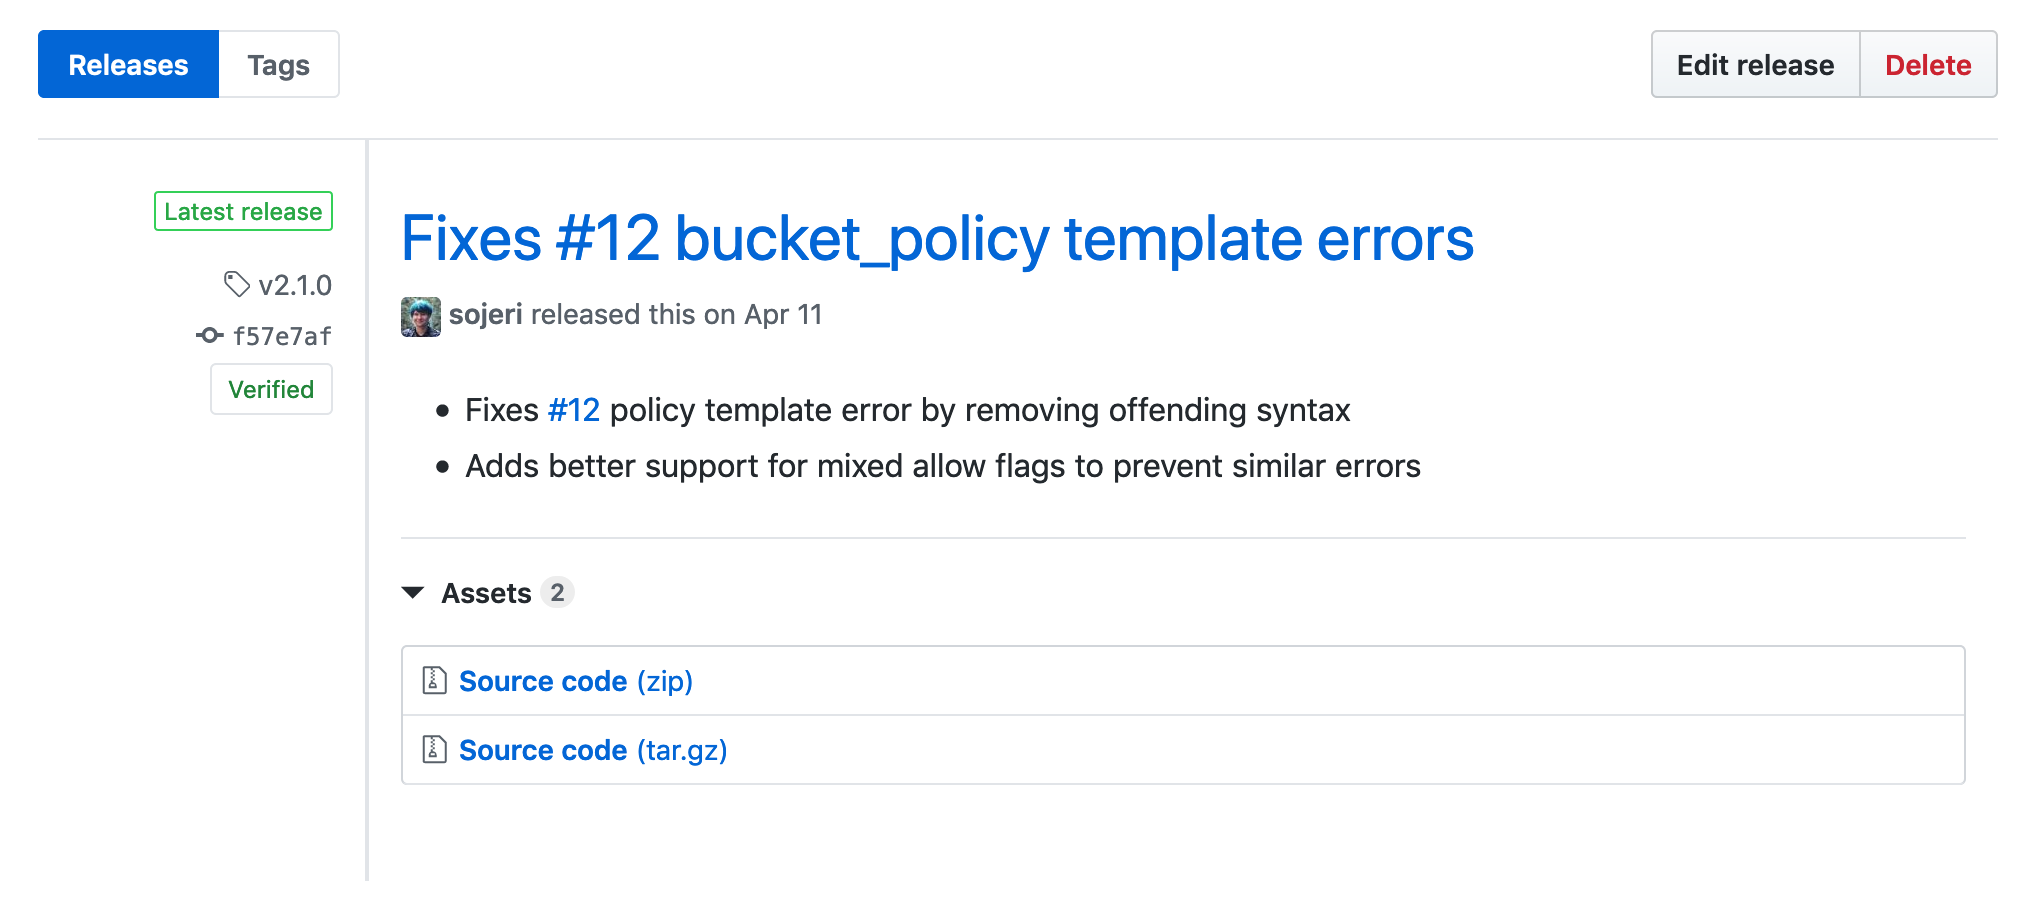 Releases Tags Edit release Delete
Latest release
v2.1.0
f57e7af
Verified
Fixes #12 bucket_policy template errors
sojeri released this on Apr 11
Fixes #12 policy template error by removing offending syntax
Adds better support for mixed allow flags to prevent similar errors
Assets 2
Source code (zip)
Source code (tar.gz)